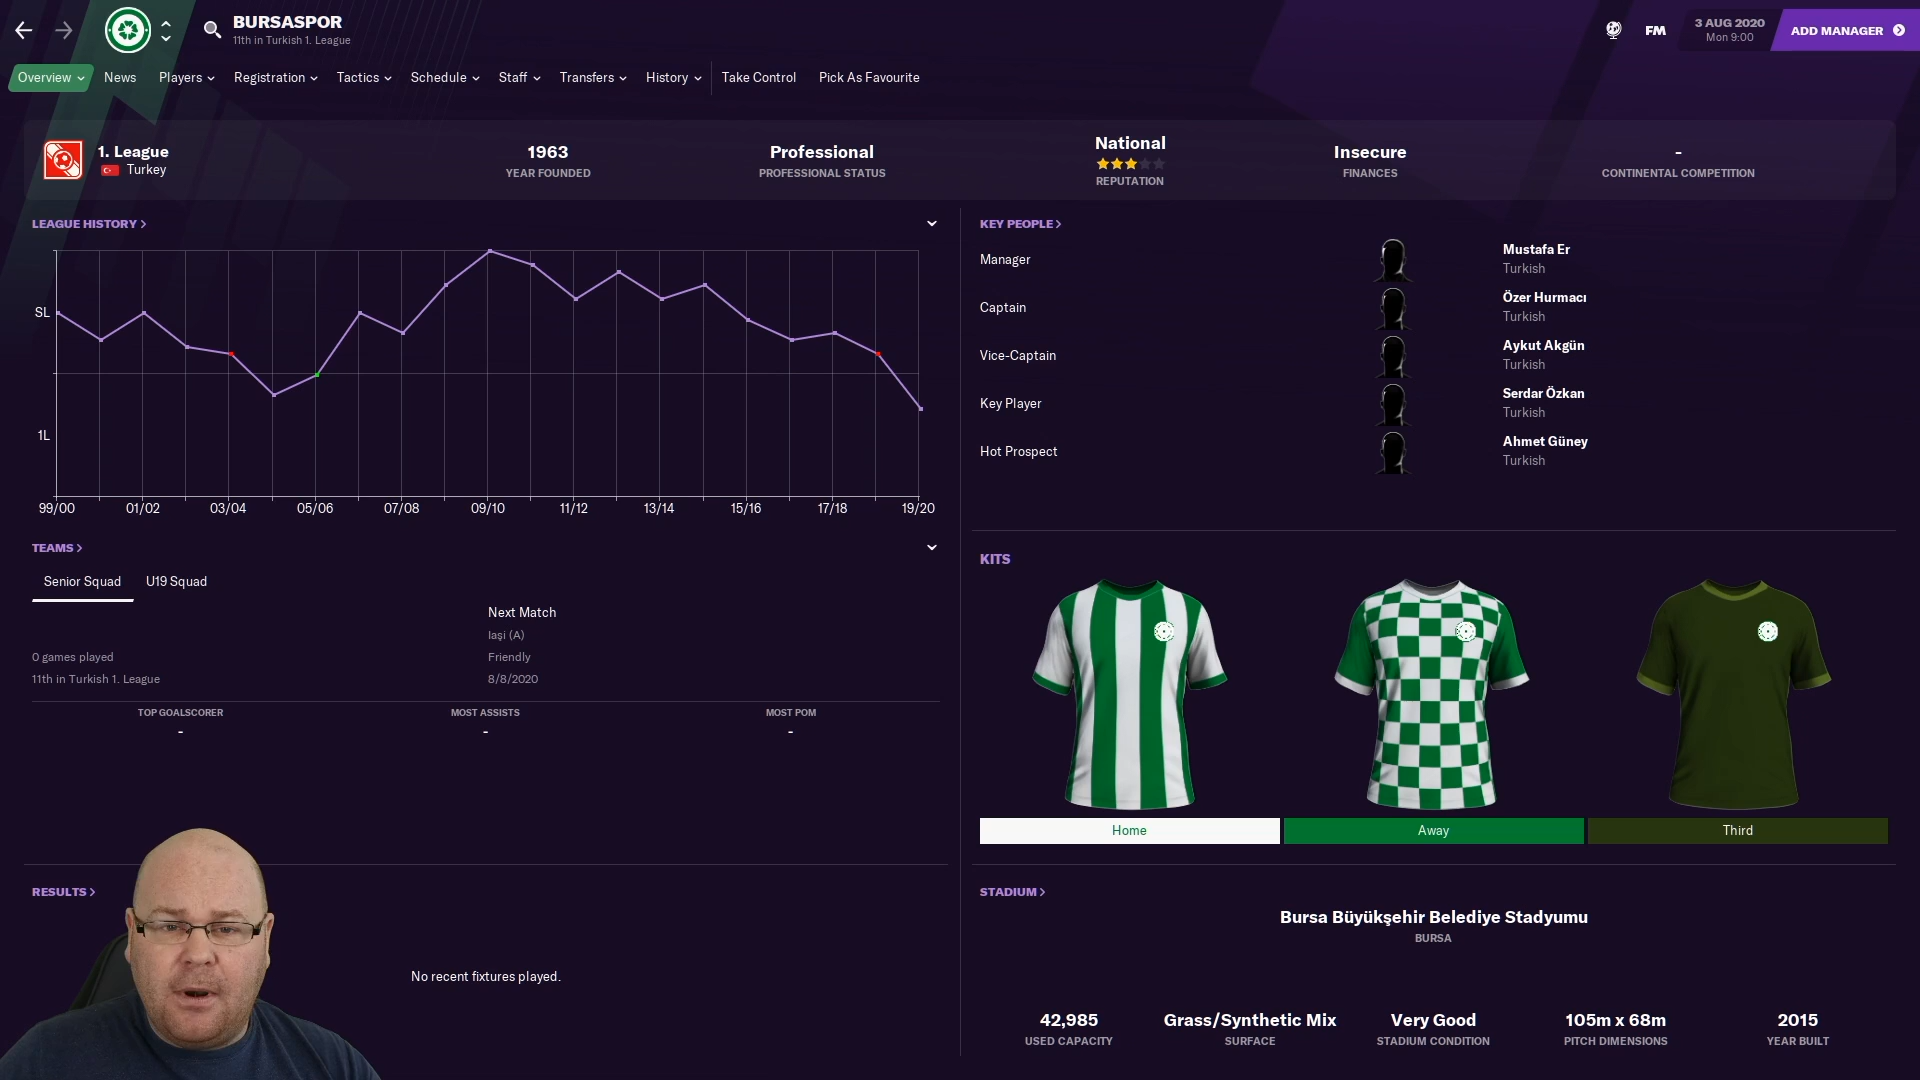 BURSASPOR
11th in Turkish 1. League
FM
3 AUG 2020
Mon 9:00
ADD MANAGER
Overview
News
Players
Registration
Tactics
Schedule
Staff
Transfers
History
Take Control
Pick As Favourite
1. League
Turkey
1963
YEAR FOUNDED
Professional
PROFESSIONAL STATUS
National
REPUTATION
Insecure
FINANCES
-
CONTINENTAL COMPETITION
LEAGUE HISTORY
SL
1L
99/00 01/02 03/04 05/06 07/08 09/10 11/12 13/14 15/16 17/18 19/20
KEY PEOPLE
Manager
Mustafa Er
Turkish
Captain
Özer Hurmacı
Turkish
Vice-Captain
Aykut Akgün
Turkish
Key Player
Serdar Özkan
Turkish
Hot Prospect
Ahmet Güney
Turkish
TEAMS
Senior Squad
U19 Squad
0 games played
11th in Turkish 1. League
Next Match
Iaşi (A)
Friendly
8/8/2020
TOP GOALSCORER
-
MOST ASSISTS
-
MOST POM
-
KITS
Home
Away
Third
RESULTS
No recent fixtures played.
STADIUM
Bursa Büyükşehir Belediye Stadyumu
BURSA
42,985
USED CAPACITY
Grass/Synthetic Mix
SURFACE
Very Good
STADIUM CONDITION
105m x 68m
PITCH DIMENSIONS
2015
YEAR BUILT